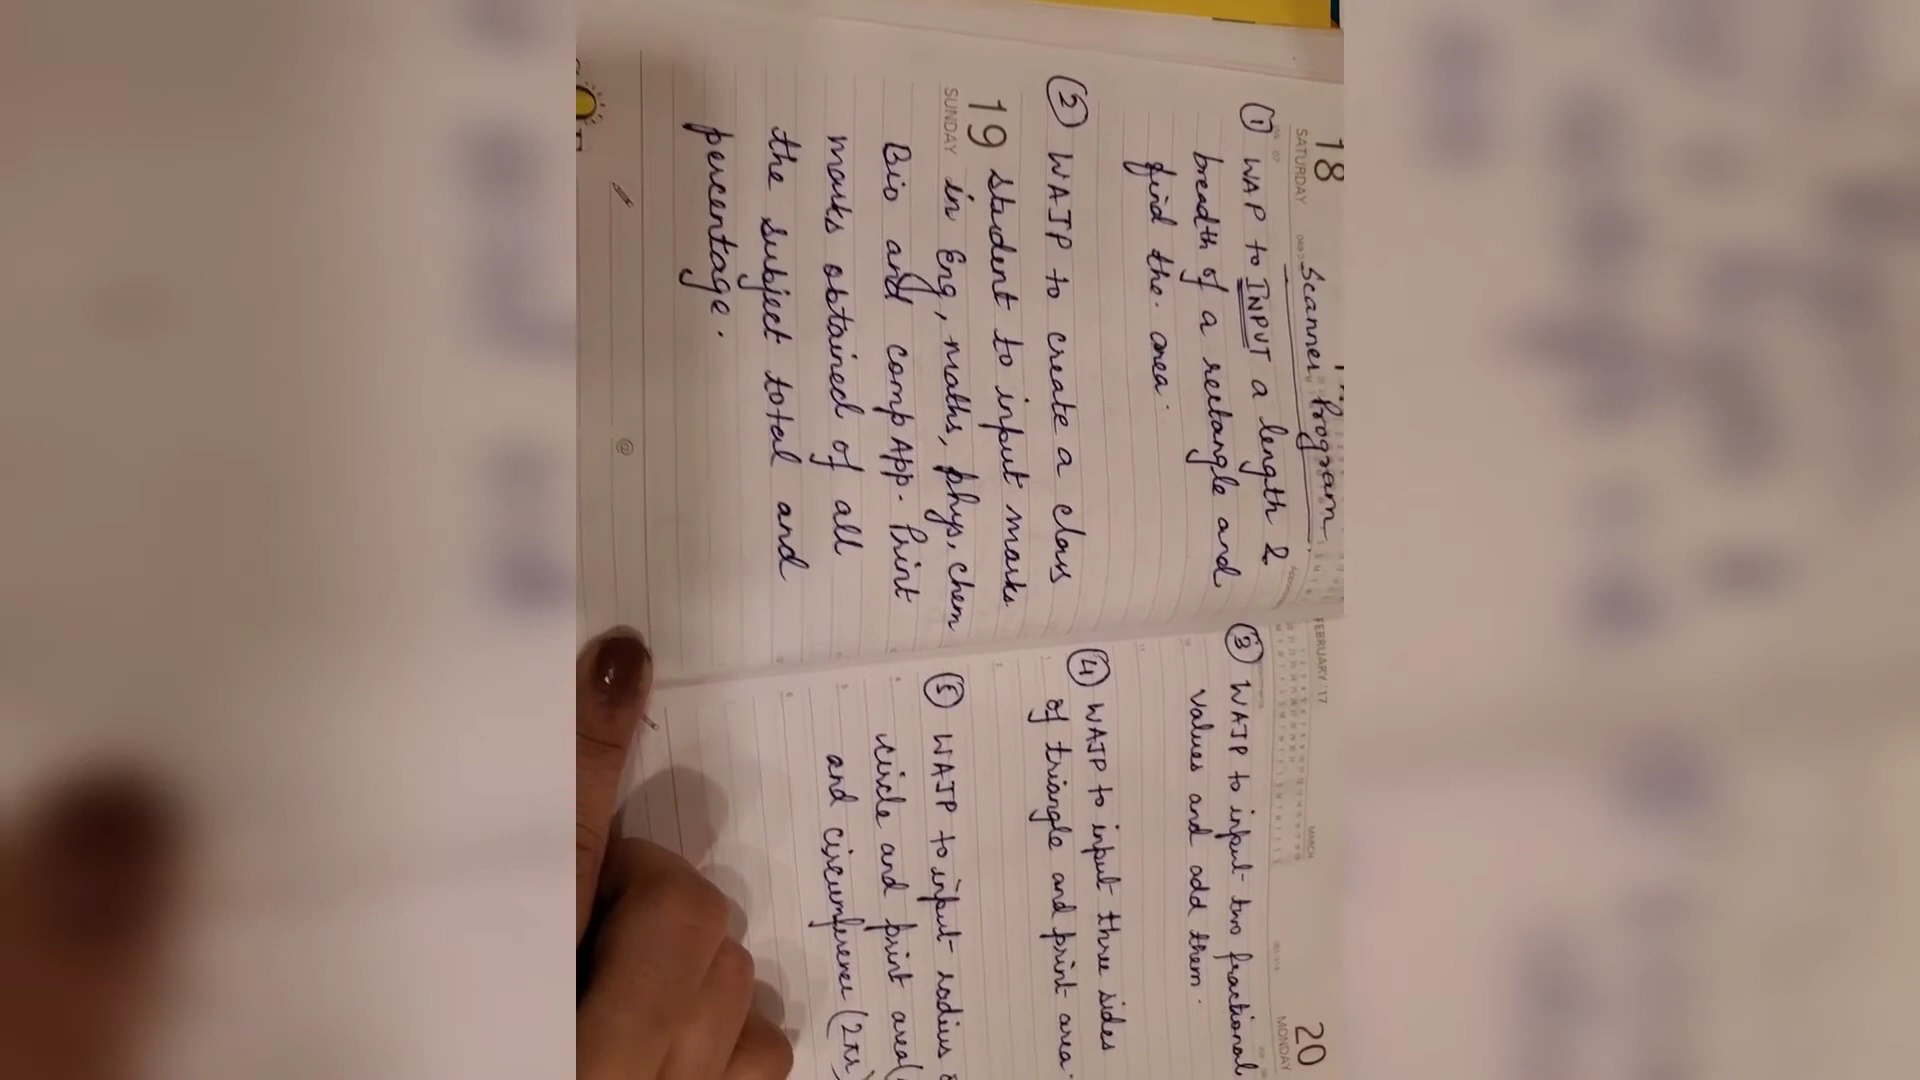 18
SATURDAY
Scanner Program
① WAP to INPUT a length &
breadth of a rectangle and
find the area.
② WAJP to create a class
19 student to input marks
SUNDAY in Eng, maths, phys, chem
Bio and comp App. Print
marks obtained of all
the subject total and
percentage.
FEBRUARY '17
MARCH
20
MONDAY
③ WAJP to input two fractional
values and add them.
④ WAJP to input three sides
of triangle and print area.
⑤ WAJP to input radius
circle and print area(
and circumference (2πr)